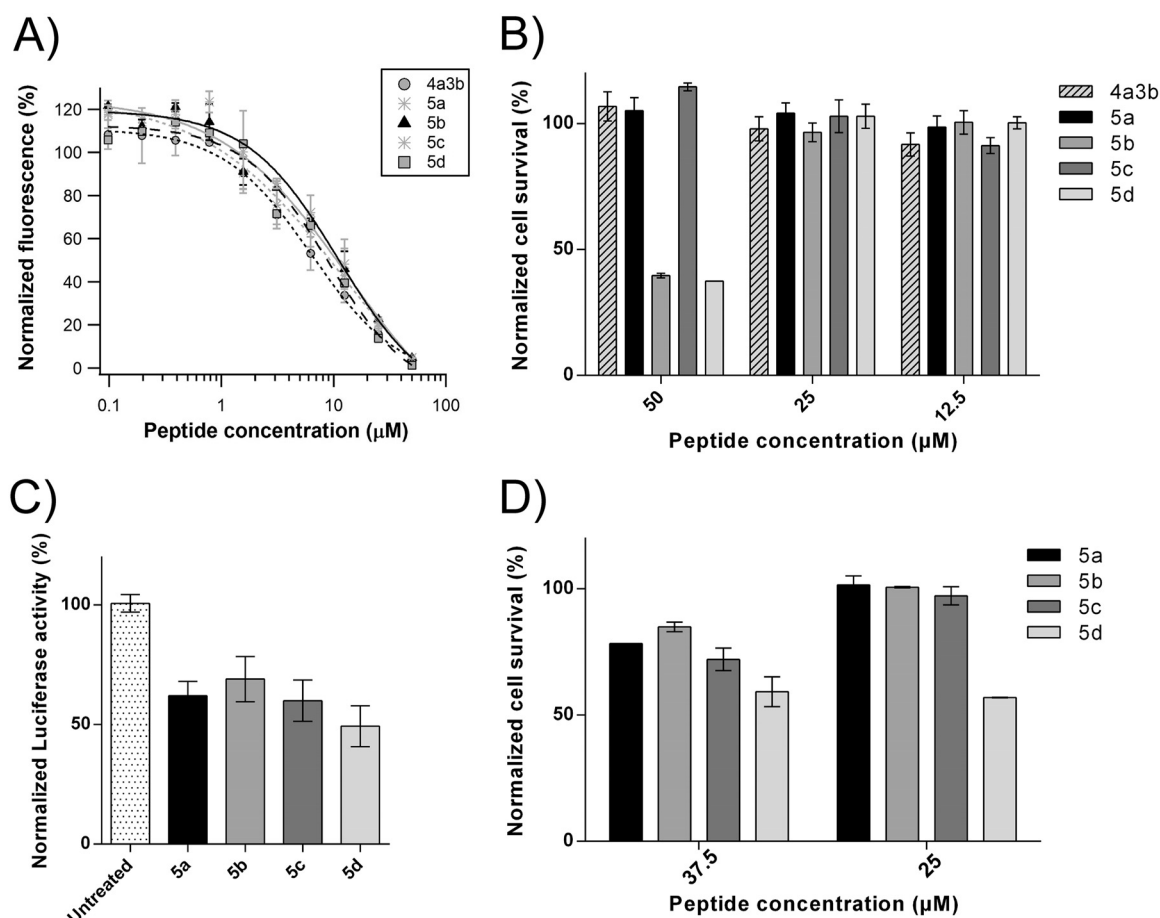 A)
Normalized fluorescence (%)
120
100
80
60
40
20
0
0.1
1
10
100
Peptide concentration (μM)
4a3b
5a
5b
5c
5d
B)
Normalized cell survival (%)
100
50
0
50
25
12.5
Peptide concentration (µM)
4a3b
5a
5b
5c
5d
C)
Normalized Luciferase activity (%)
100
50
0
Untreated
5a
5b
5c
5d
D)
Normalized cell survival (%)
100
50
0
37.5
25
Peptide concentration (µM)
5a
5b
5c
5d